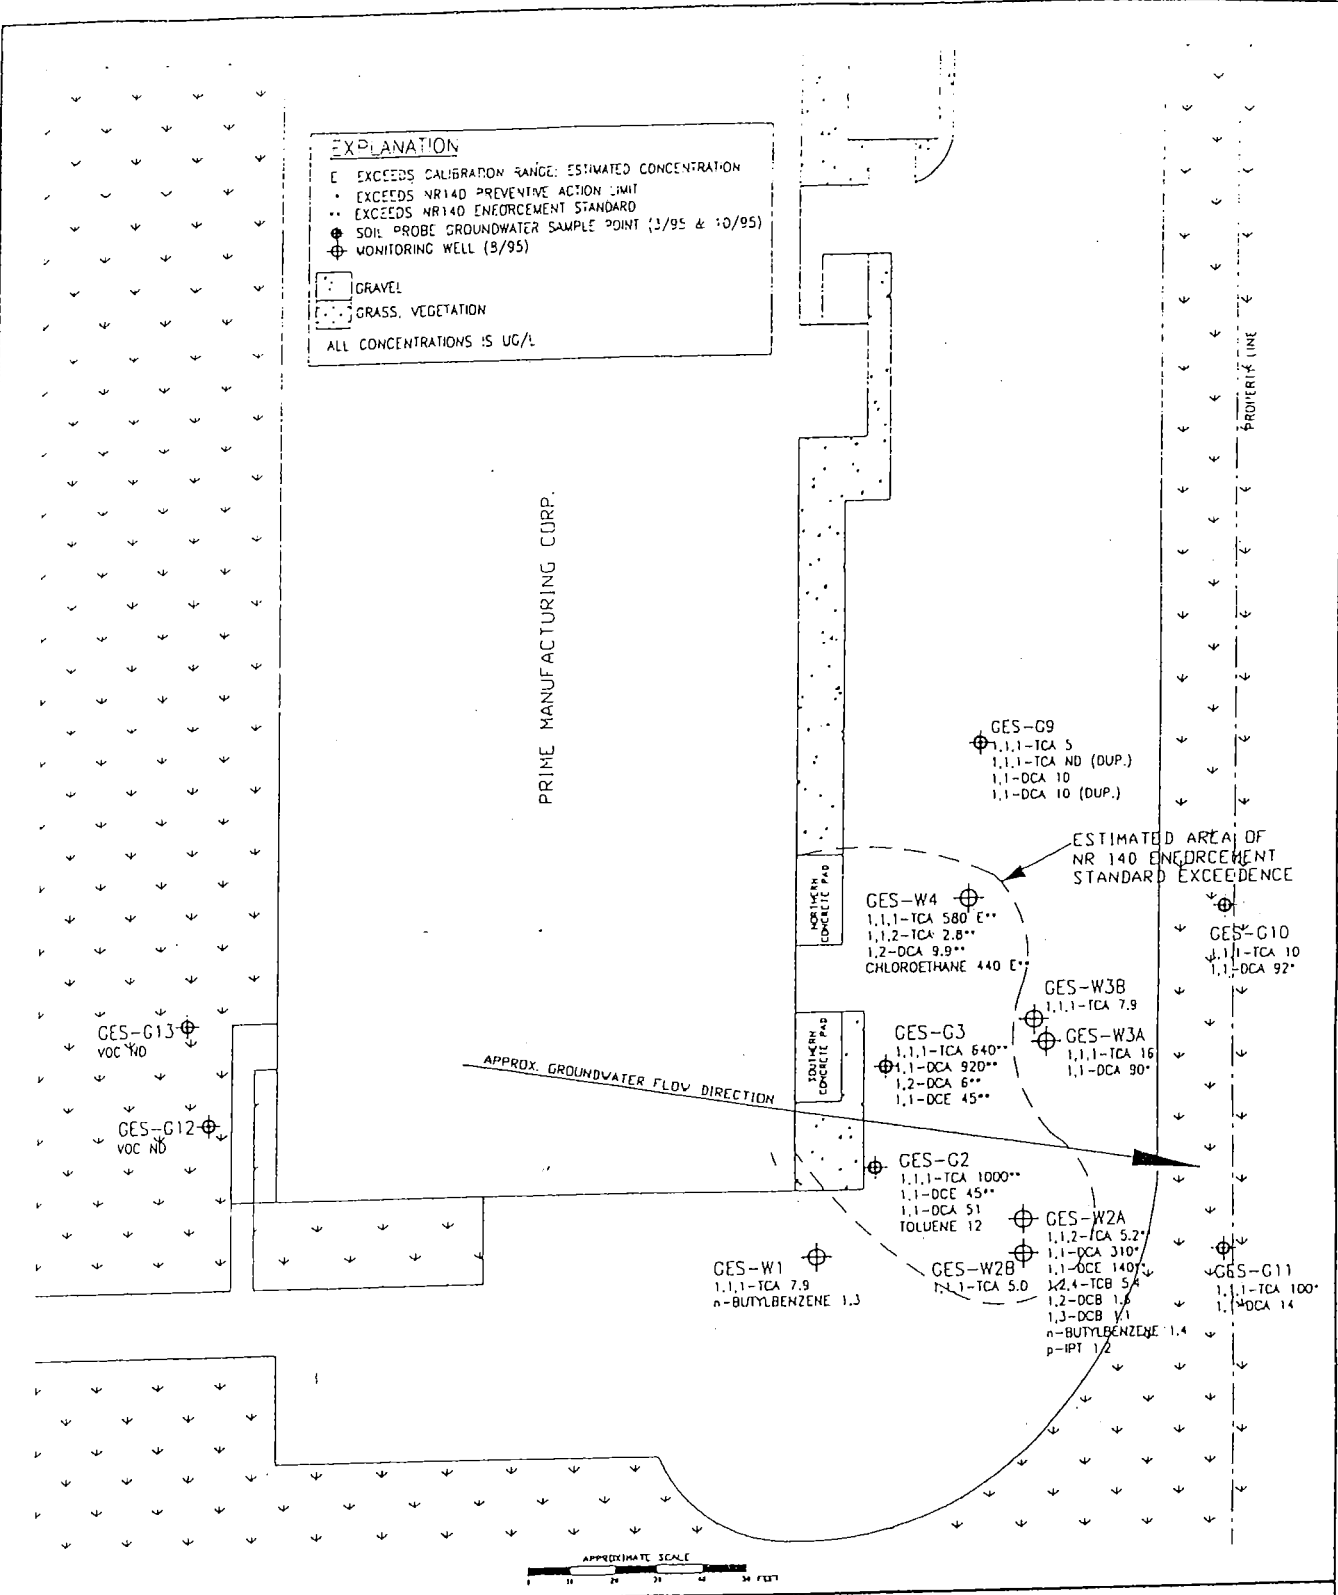 EXPLANATION
E EXCEEDS CALIBRATION RANGE: ESTIMATED CONCENTRATION
* EXCEEDS NR140 PREVENTIVE ACTION LIMIT
** EXCEEDS NR140 ENFORCEMENT STANDARD
SOIL PROBE GROUNDWATER SAMPLE POINT (3/95 & 10/95)
MONITORING WELL (9/95)
GRAVEL
GRASS, VEGETATION
ALL CONCENTRATIONS IS UG/L
PROPERTY LINE
PRIME MANUFACTURING CORP.
GES-G9
1,1,1-TCA 5
1,1,1-TCA ND (DUP.)
1,1-DCA 10
1,1-DCA 10 (DUP.)
ESTIMATED AREA OF
NR 140 ENFORCEMENT
STANDARD EXCEEDENCE
NORTHERN
CONCRETE PAD
GES-W4
1,1,1-TCA 580 E**
1,1,2-TCA 2.8**
1,2-DCA 9.9**
CHLOROETHANE 440 E**
GES-G10
1,1,1-TCA 10
1,1-DCA 92*
GES-W3B
1,1,1-TCA 7.9
GES-W3A
1,1,1-TCA 16
1,1-DCA 90*
GES-G13
VOC ND
SOUTHERN
CONCRETE PAD
GES-G3
1,1,1-TCA 640**
1,1-DCA 920**
1,2-DCA 6**
1,1-DCE 45**
APPROX. GROUNDWATER FLOW DIRECTION
GES-G12
VOC ND
GES-G2
1,1,1-TCA 1000**
1,1-DCE 45**
1,1-DCA 51
TOLUENE 12
GES-W2A
1,1,2-TCA 5.2**
1,1-DCA 310*
1,1-DCE 140**
1,2,4-TCB 5.4
1,2-DCB 1.6
1,3-DCB 1.1
n-BUTYLBENZENE 1.4
p-IPT 1.2
GES-W1
1,1,1-TCA 7.9
n-BUTYLBENZENE 1.3
GES-W2B
1,1,1-TCA 5.0
GES-G11
1,1,1-TCA 100*
1,1-DCA 14
APPROXIMATE SCALE
0 10 20 30 40 50 FEET